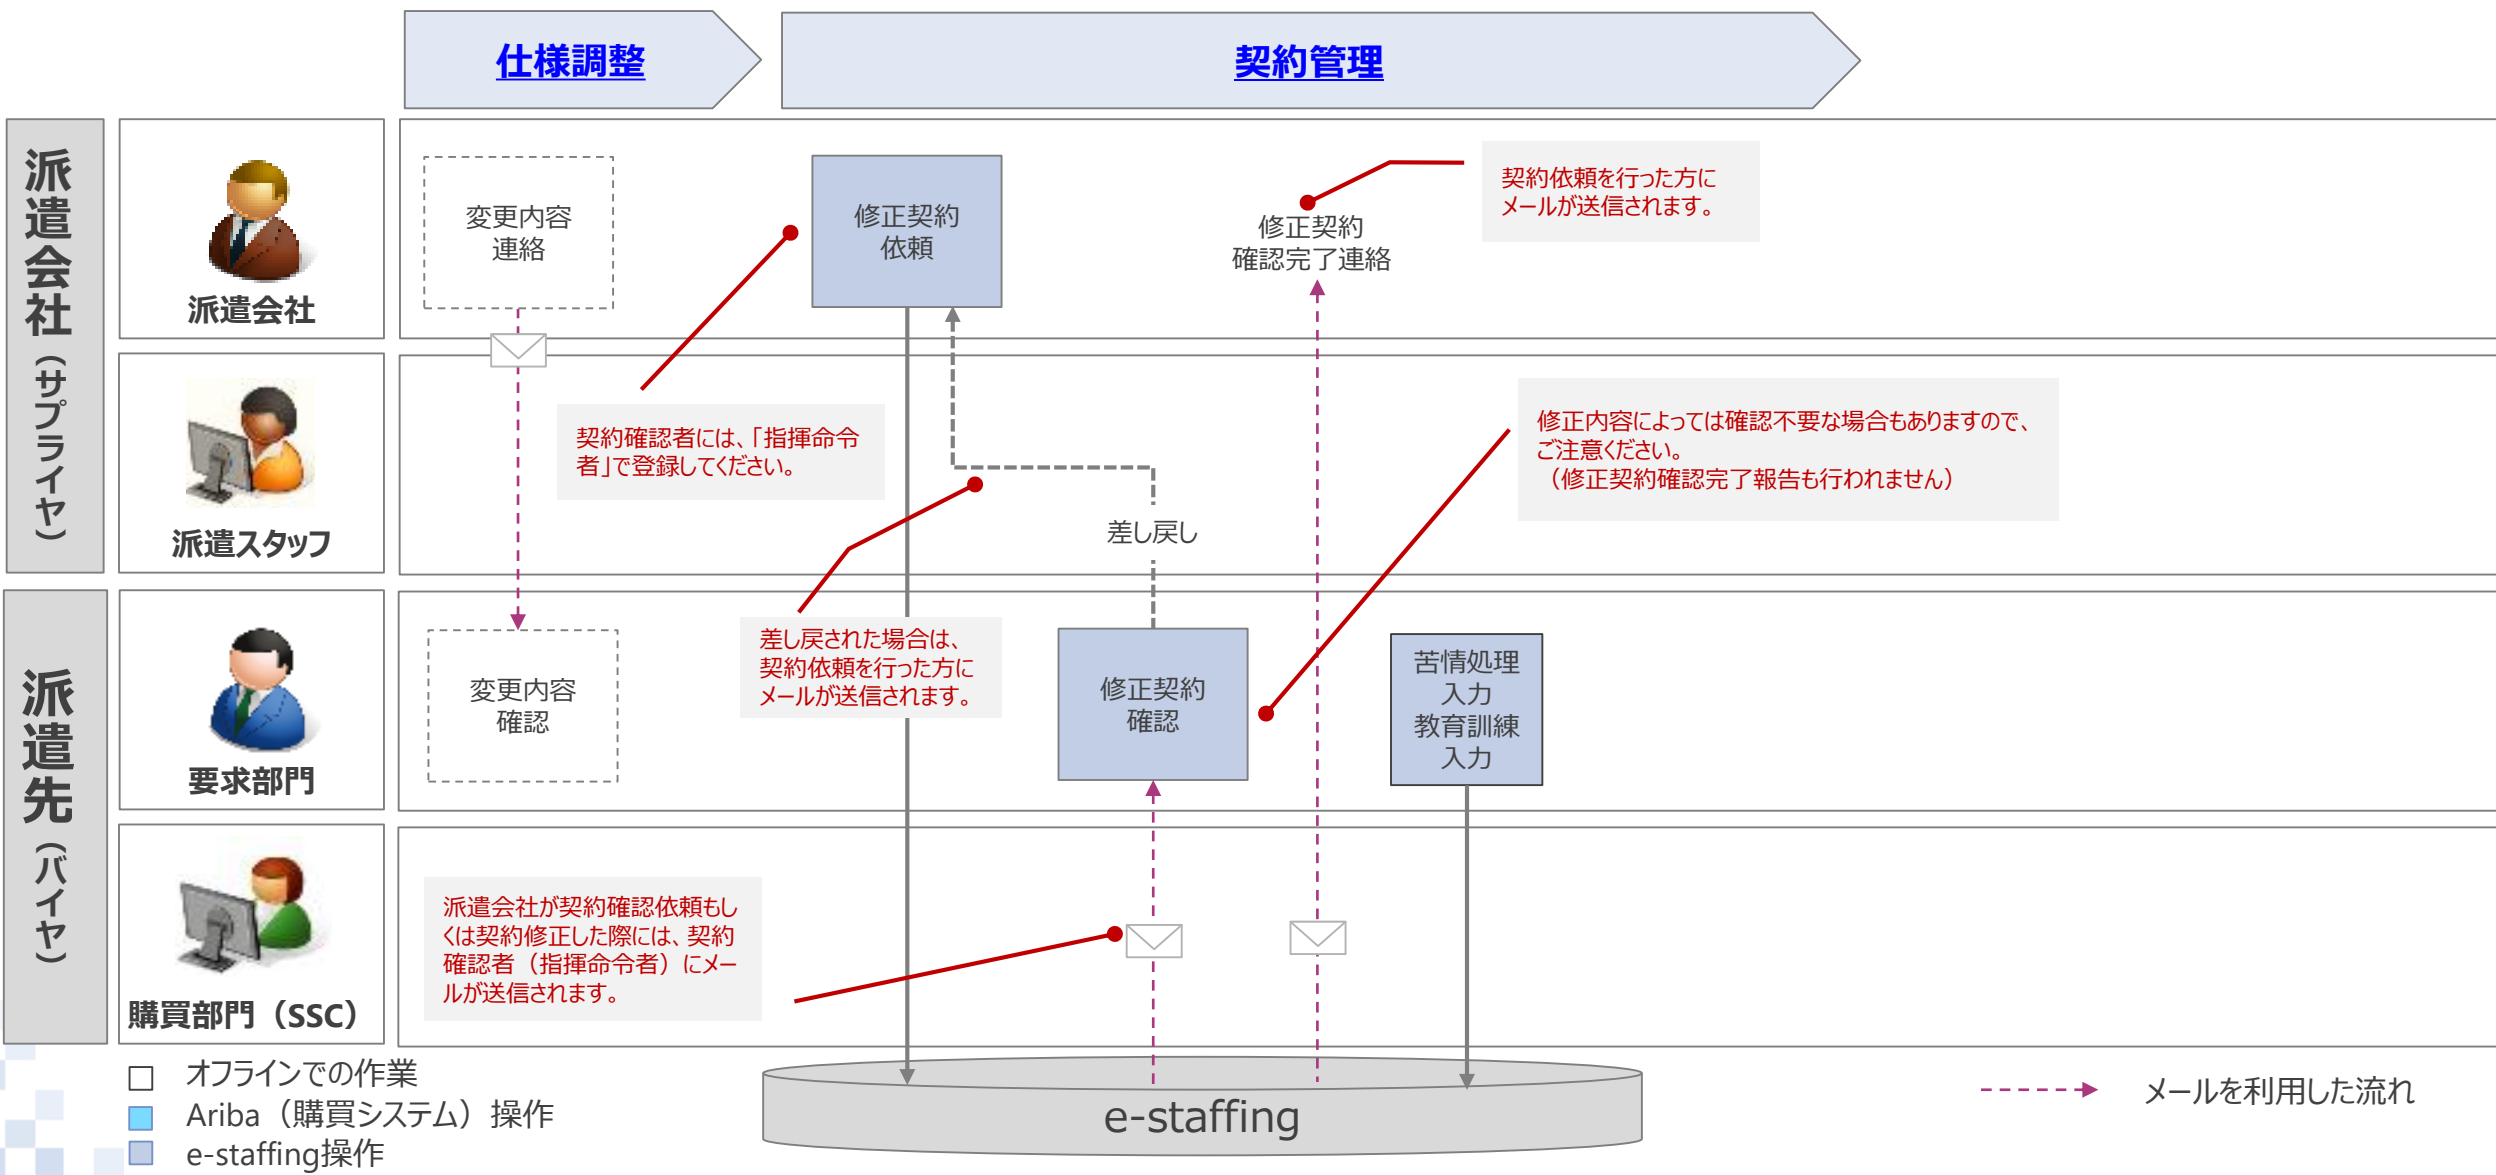 仕様調整
契約管理
派遣会社（サプライヤ）
派遣会社
変更内容
連絡
修正契約
依頼
修正契約
確認完了連絡
契約依頼を行った方に
メールが送信されます。
派遣スタッフ
契約確認者には、「指揮命令
者」で登録してください。
差し戻し
修正内容によっては確認不要な場合もありますので、
ご注意ください。
（修正契約確認完了報告も行われません）
派遣先（バイヤ）
要求部門
変更内容
確認
差し戻された場合は、
契約依頼を行った方に
メールが送信されます。
修正契約
確認
苦情処理
入力
教育訓練
入力
購買部門（SSC）
派遣会社が契約確認依頼もし
くは契約修正した際には、契約
確認者（指揮命令者）にメー
ルが送信されます。
オフラインでの作業
Ariba（購買システム）操作
e-staffing操作
e-staffing
メールを利用した流れ